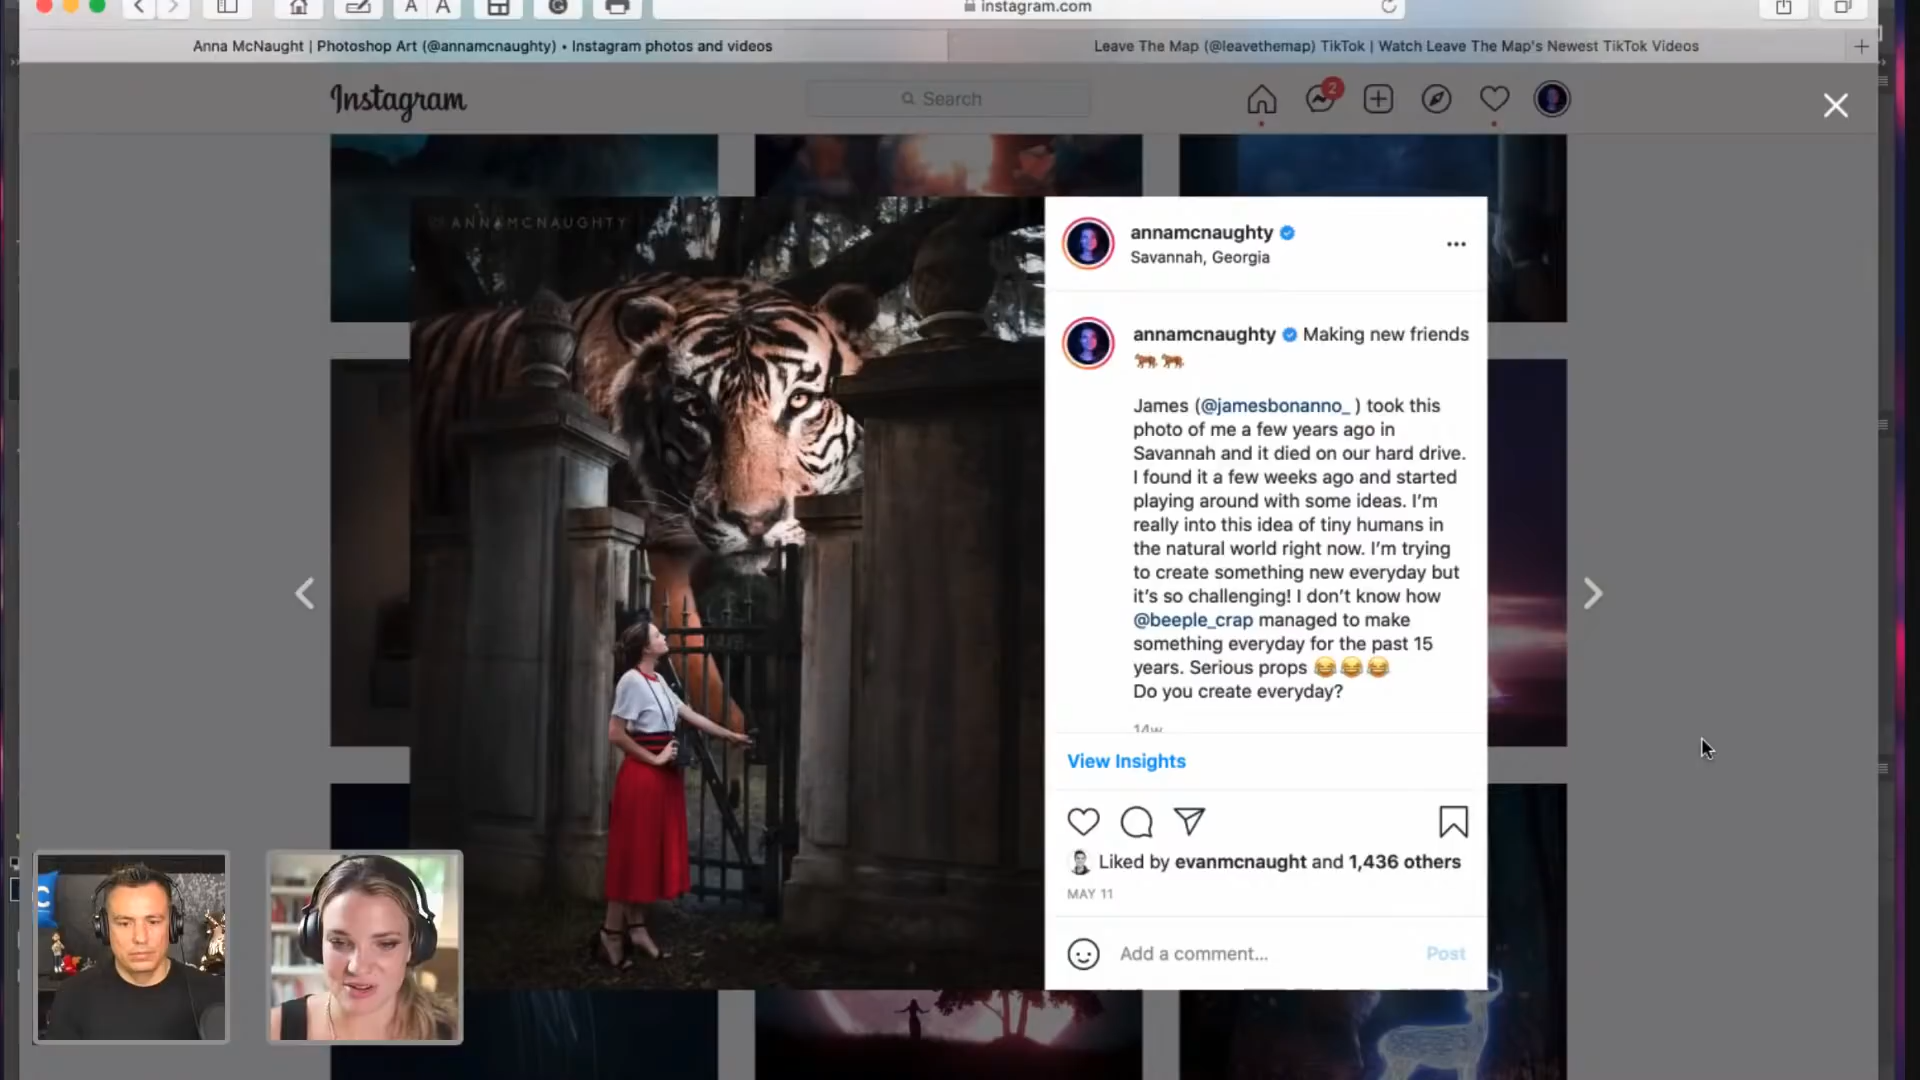 A A
instagram.com
Anna McNaught | Photoshop Art (@annamcnaughty) • Instagram photos and videos
Leave The Map (@leavethemap) TikTok | Watch Leave The Map's Newest TikTok Videos
Instagram
Search
2
ANNAMCNAUGHTY
annamcnaughty
Savannah, Georgia
annamcnaughty Making new friends
🐅🐅
James (@jamesbonanno_ ) took this
photo of me a few years ago in
Savannah and it died on our hard drive.
I found it a few weeks ago and started
playing around with some ideas. I'm
really into this idea of tiny humans in
the natural world right now. I'm trying
to create something new everyday but
it's so challenging! I don't know how
@beeple_crap managed to make
something everyday for the past 15
years. Serious props 😂😂😂
Do you create everyday?
14w
View Insights
Liked by evanmcnaught and 1,436 others
MAY 11
Add a comment...
Post